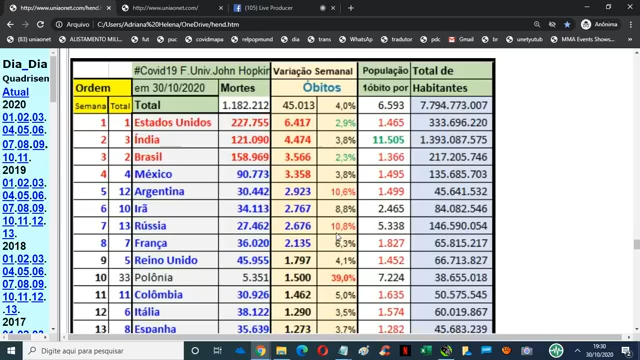 http://www.uniaonet.com/hend.htm
http://www.uniaonet.com/
(105) Live Producer
Arquivo C:/Users/Adriana Helena/OneDrive/hend.htm
Anônima
(83) uniaonet ALISTAMENTO MILI puc covidmapa relpoppmund fut globo trans WhatsApp tradutor pdf Cnet Ouvir br unetyutub MMA Events Show...
Dia_Dia
Quadrisen
Atual
2020
01,02,03,
04,05,06,
07,08,09,
10,11,
2019
01,02,03,
04,05,06,
07,08,09,
10,11,12,
13,
2018
01,02,03,
04,05,06,
07,08,09,
10,11,12,
13,
2017
01,02,03
#Covid19 F.Univ.John Hopkin Variação Semanal População Total de
Ordem em 30/10/2020 Mortes Óbitos 1óbito por Habitantes
Semana Total Total 1.182.212 45.013 4,0% 6.593 7.794.773.007
1 1 Estados Unidos 227.755 6.417 2,9% 1.465 333.696.220
2 3 Índia 121.090 4.474 3,8% 11.505 1.393.087.575
3 2 Brasil 158.969 3.566 2,3% 1.366 217.205.746
4 4 México 90.773 3.358 3,8% 1.495 135.685.703
5 12 Argentina 30.442 2.923 10,6% 1.499 45.641.532
6 10 Irã 34.113 2.767 8,8% 2.465 84.082.546
7 13 Rússia 27.462 2.676 10,8% 5.338 146.590.054
8 7 França 36.020 2.135 6,3% 1.827 65.815.217
9 5 Reino Unido 45.955 1.797 4,1% 1.452 66.713.827
10 33 Polônia 5.351 1.500 39,0% 7.224 38.655.018
11 11 Colômbia 30.926 1.462 5,0% 1.635 50.575.545
12 6 Itália 38.122 1.290 3,5% 1.574 60.019.867
13 8 Espanha 35.639 1.273 3,7% 1.282 45.683.239
Digite aqui para pesquisar
19:30
30/10/2020